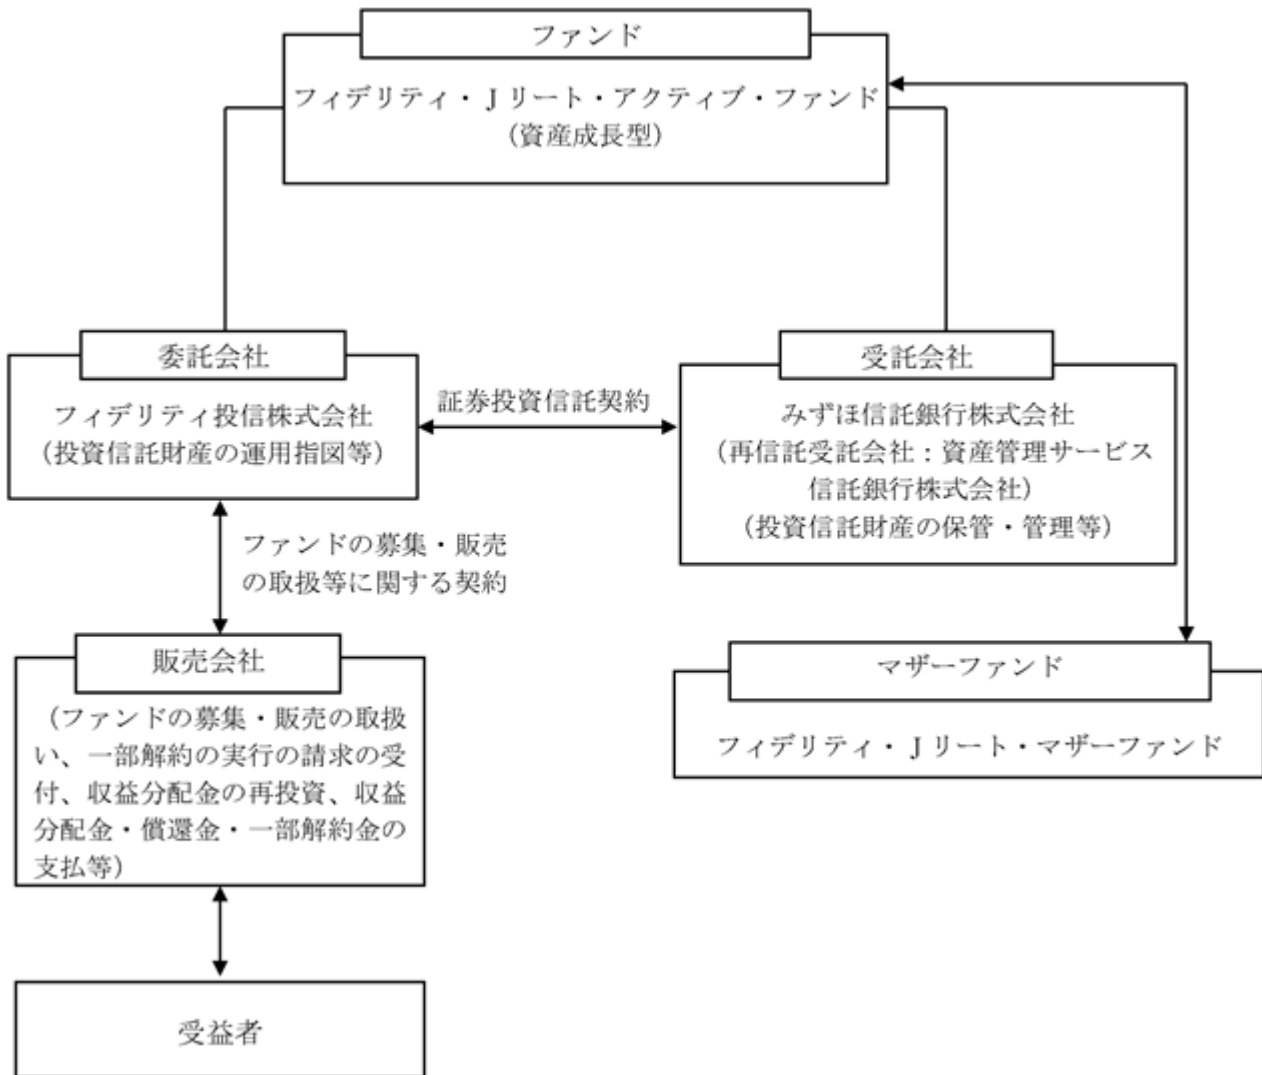 ファンド
フィデリティ・Ｊリート・アクティブ・ファンド
（資産成長型）
委託会社
フィデリティ投信株式会社
（投資信託財産の運用指図等）
証券投資信託契約
受託会社
みずほ信託銀行株式会社
（再信託受託会社：資産管理サービス
信託銀行株式会社）
（投資信託財産の保管・管理等）
ファンドの募集・販売
の取扱等に関する契約
販売会社
（ファンドの募集・販売の取扱
い、一部解約の実行の請求の受
付、収益分配金の再投資、収益
分配金・償還金・一部解約金の
支払等）
マザーファンド
フィデリティ・Ｊリート・マザーファンド
受益者